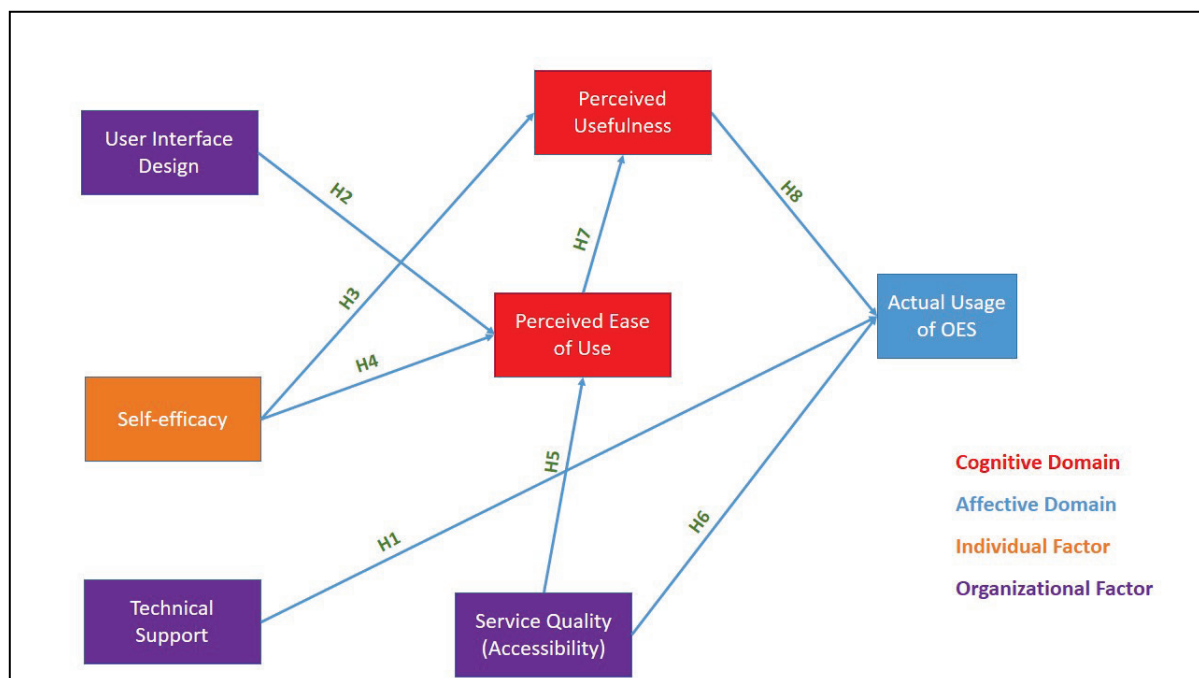 User Interface
Design
Perceived
Usefulness
H2
H8
H7
H3
Perceived Ease
of Use
Actual Usage
of OES
H4
Self-efficacy
H5
H1
H6
Cognitive Domain
Affective Domain
Individual Factor
Organizational Factor
Technical
Support
Service Quality
(Accessibility)